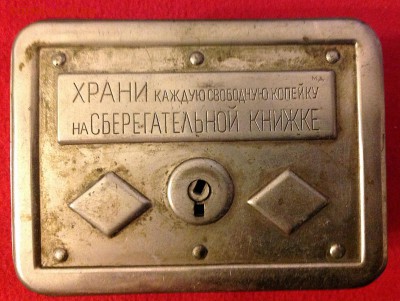 ХРАНИ КАЖДУЮ СВОБОДНУЮ КОПЕЙКУ
НА СБЕРЕГАТЕЛЬНОЙ КНИЖКЕ